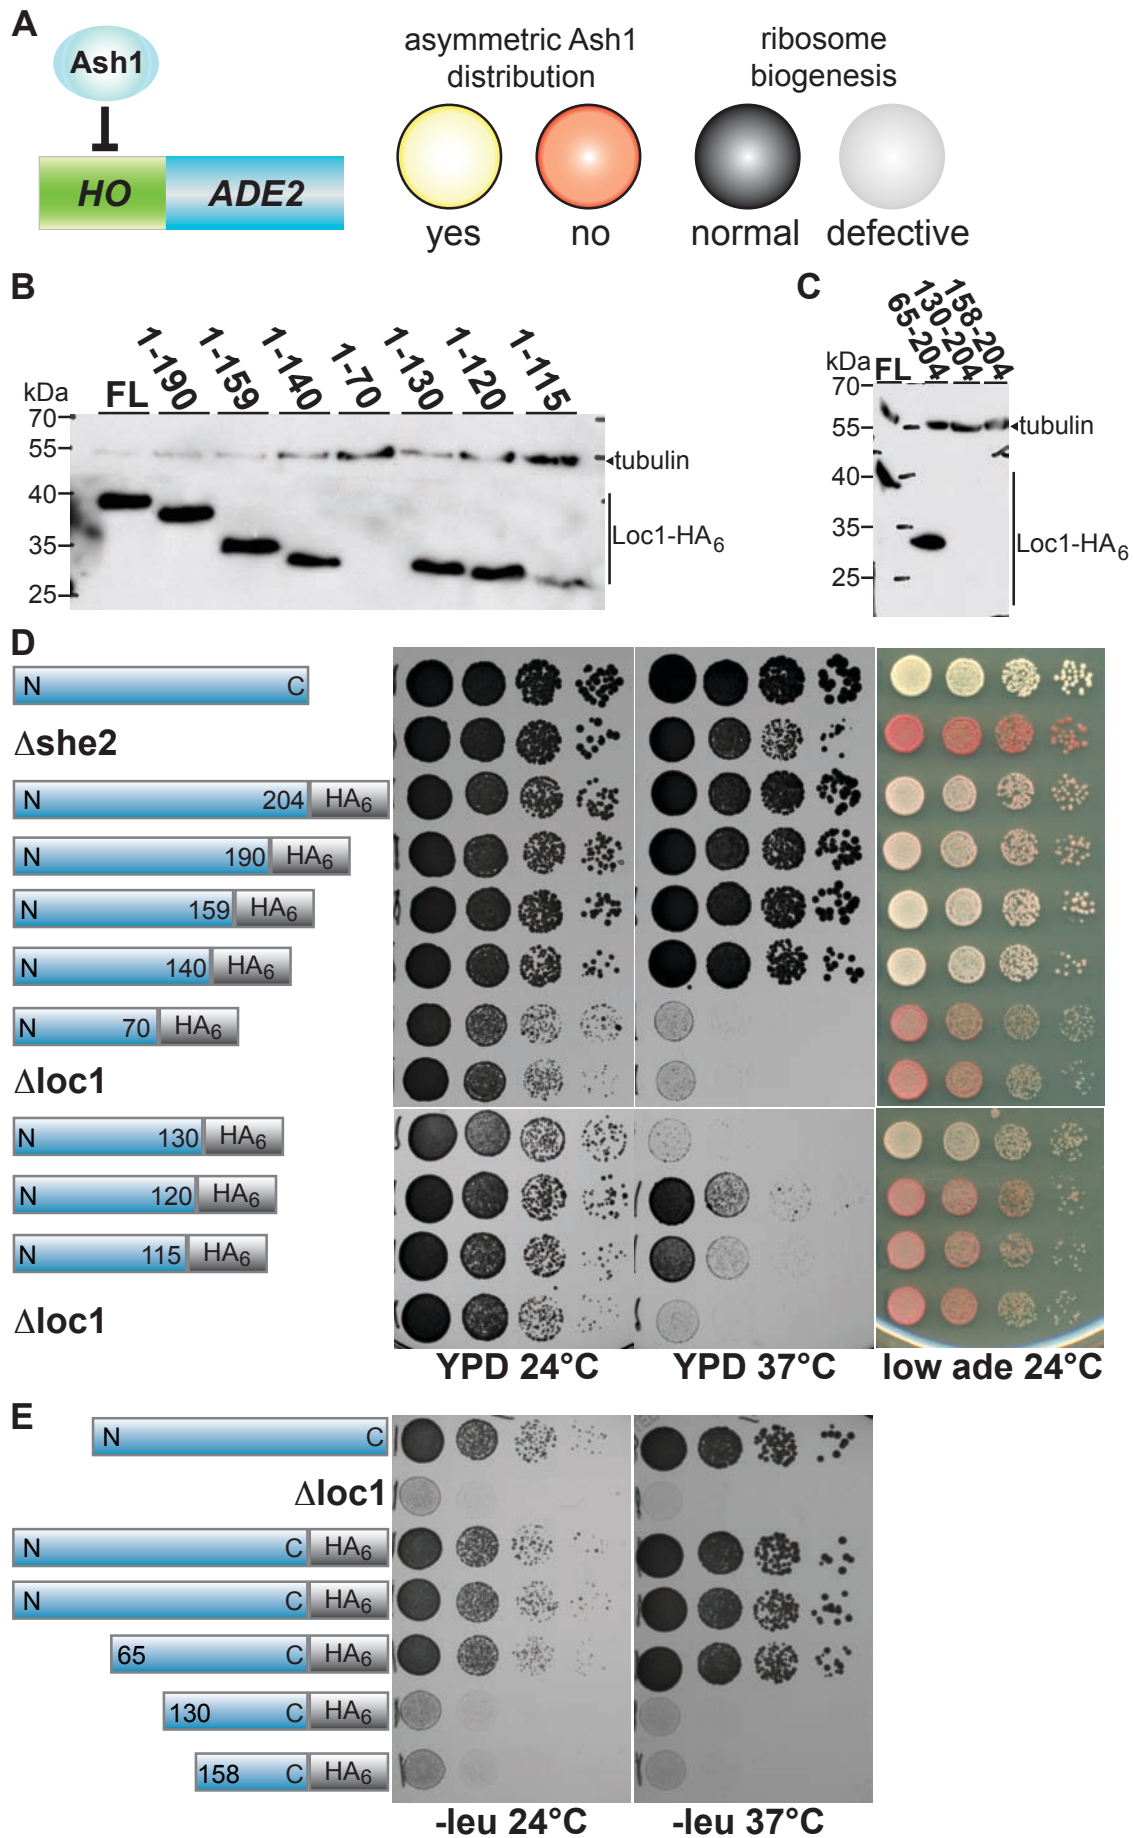 A
Ash1
HO ADE2
asymmetric Ash1
distribution
yes no
ribosome
biogenesis
normal defective
B
kDa
FL 1-190 1-159 1-140 1-70 1-130 1-120 1-115
70
55
40
35
25
tubulin
Loc1-HA6
C
kDa
FL 65-204 130-204 158-204
70
55
40
35
25
tubulin
Loc1-HA6
D
N C
Δshe2
N 204 HA6
N 190 HA6
N 159 HA6
N 140 HA6
N 70 HA6
Δloc1
N 130 HA6
N 120 HA6
N 115 HA6
Δloc1
YPD 24°C YPD 37°C low ade 24°C
E
N C
Δloc1
N C HA6
N C HA6
65 C HA6
130 C HA6
158 C HA6
-leu 24°C -leu 37°C